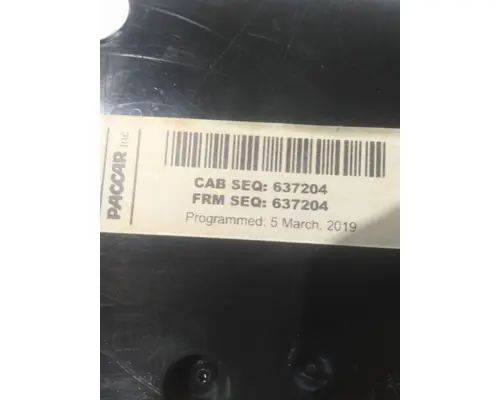 PACCAR Inc
CAB SEQ: 637204
FRM SEQ: 637204
Programmed: 5 March, 2019